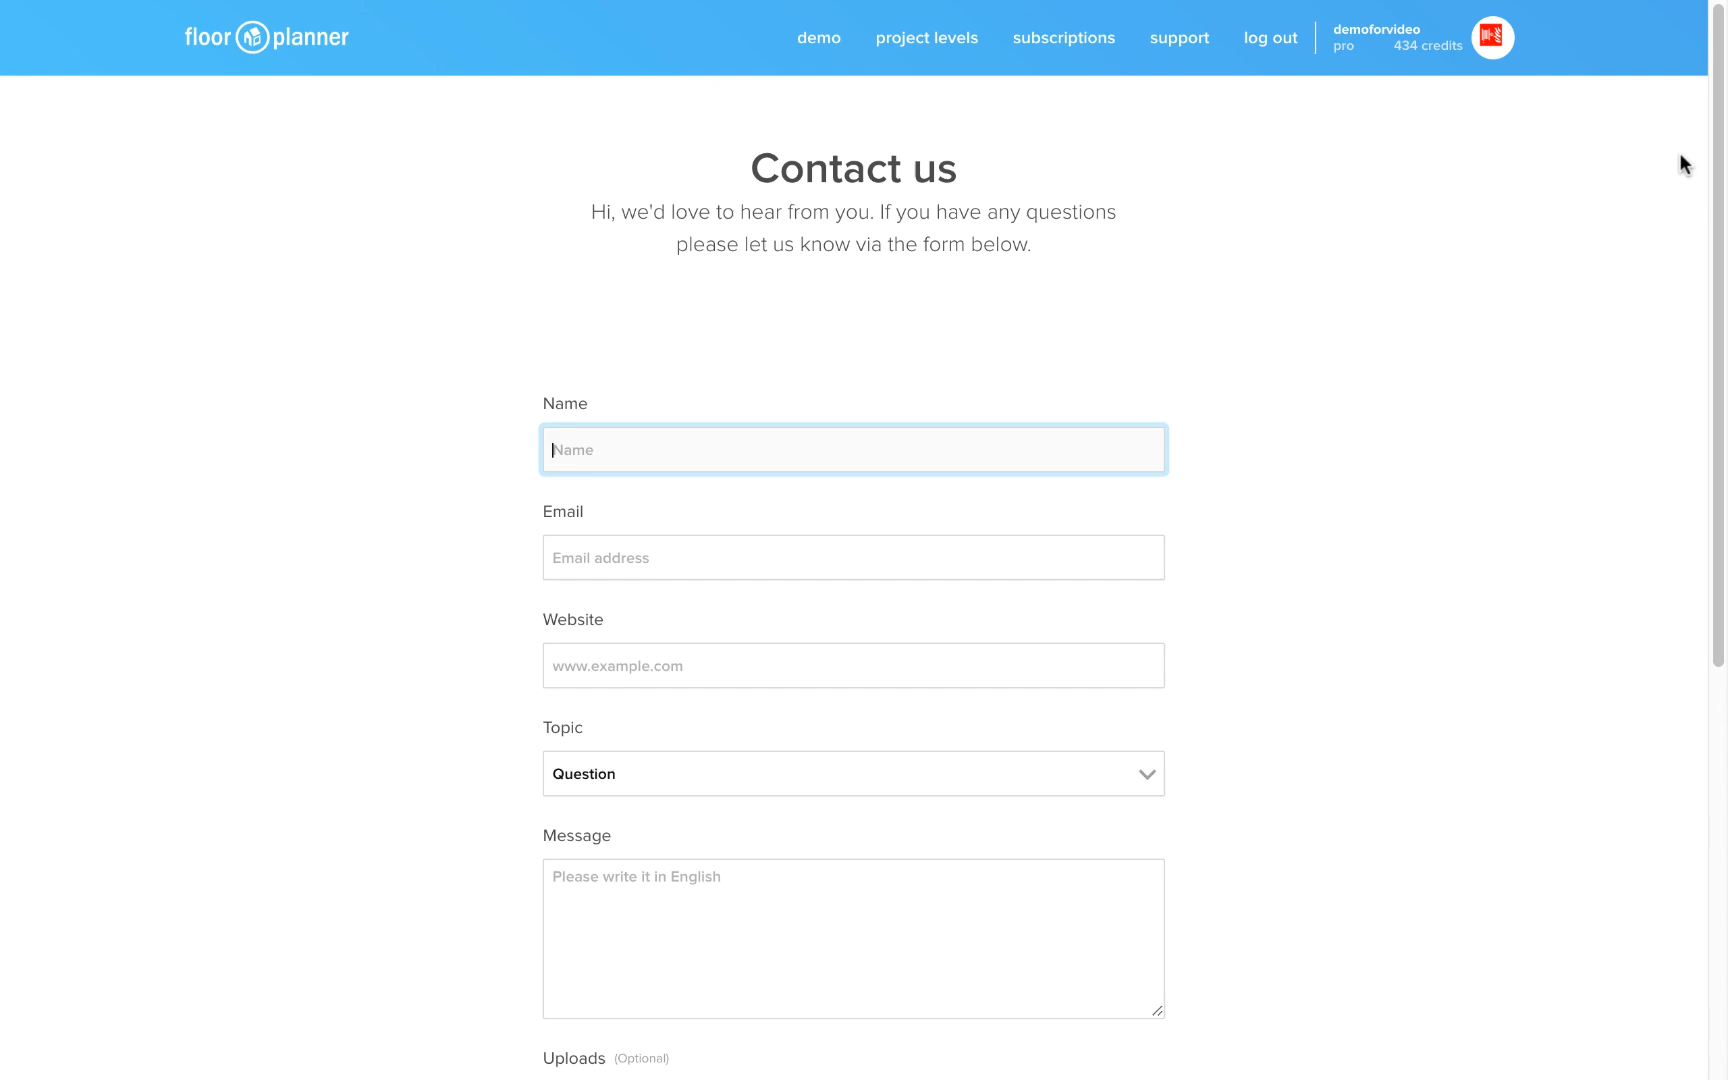 floor planner
demo
project levels
subscriptions
support
log out
demoforvideo
pro 434 credits
Contact us
Hi, we'd love to hear from you. If you have any questions
please let us know via the form below.
Name
Name
Email
Email address
Website
www.example.com
Topic
Question
Message
Please write it in English
Uploads (Optional)